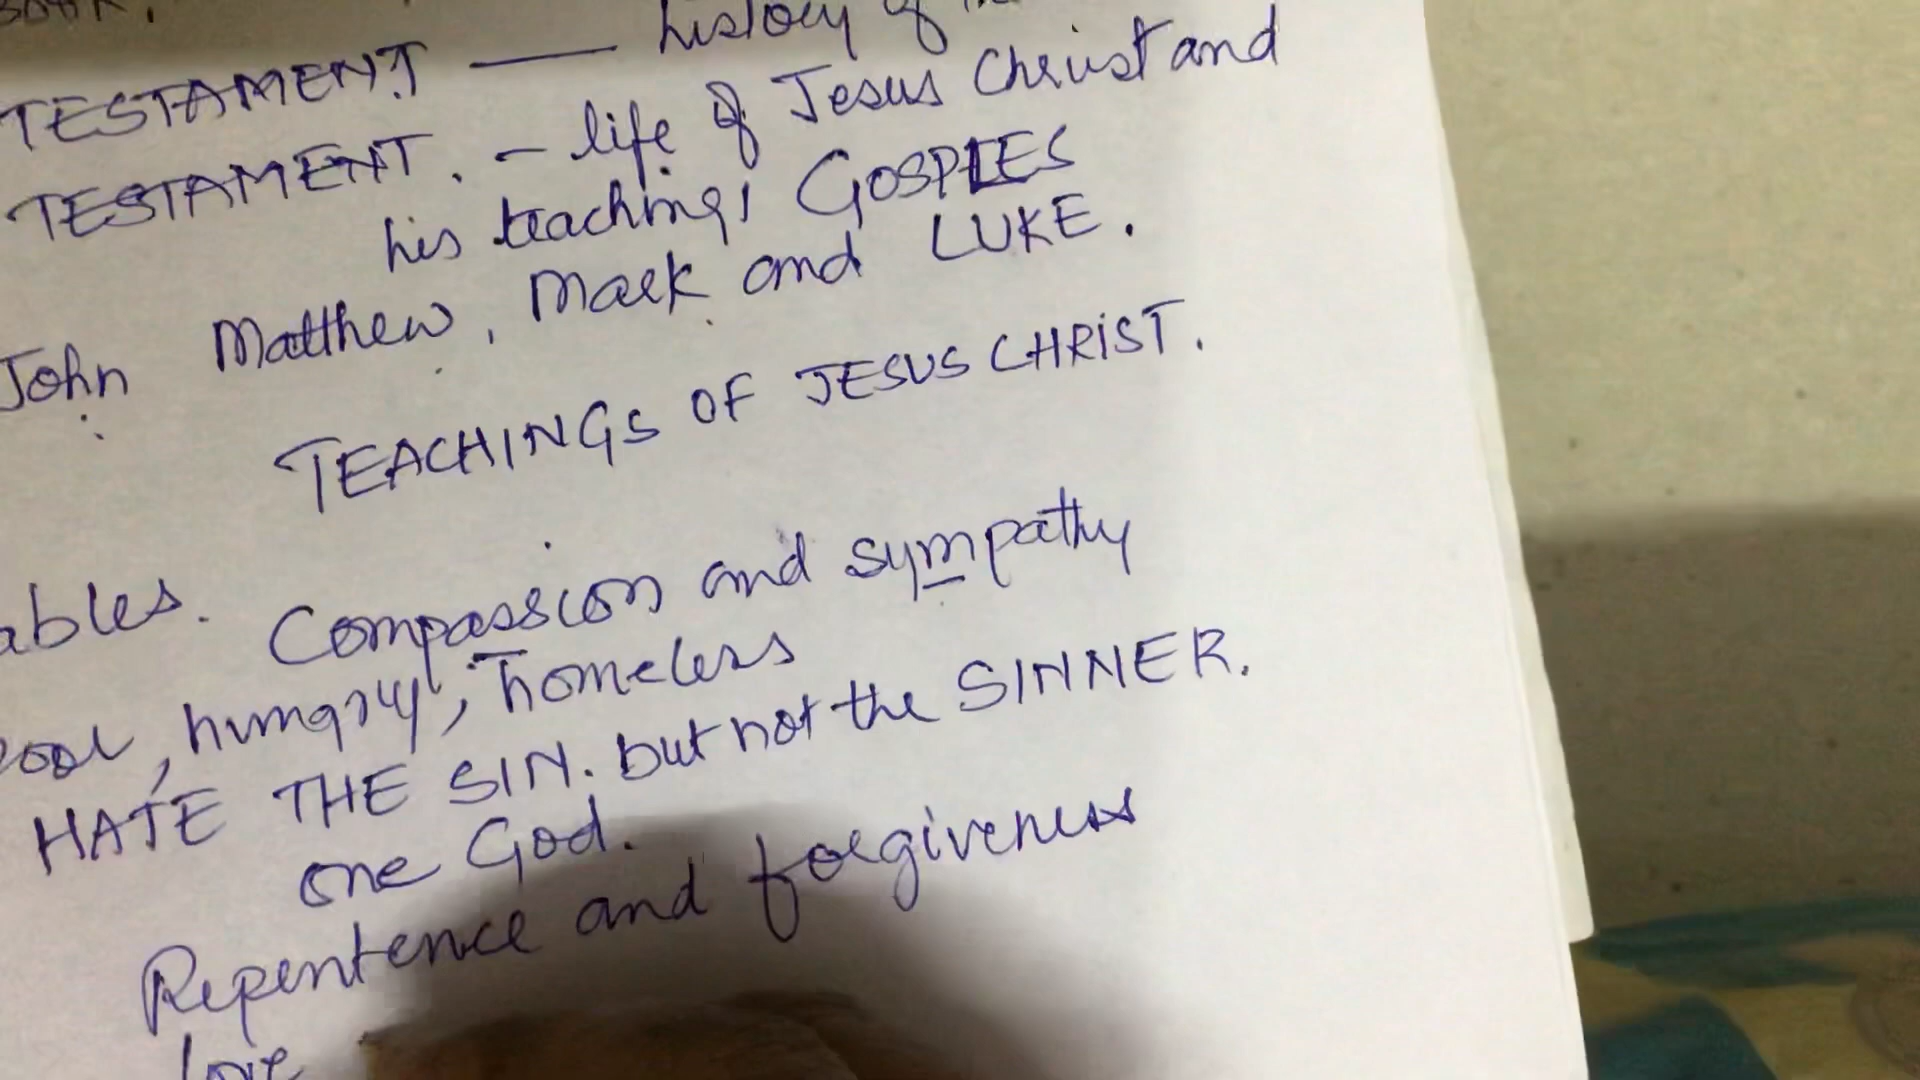 TESTAMENT — history of
TESTAMENT. - life of Jesus Christ and
his teachings GOSPLES
John Matthew, Mark and LUKE.
TEACHINGS OF JESUS CHRIST.
ables. Compassion and sympathy
hungry, homeless
HATE THE SIN. but not the SINNER.
one God.
Repentence and forgiveness
love